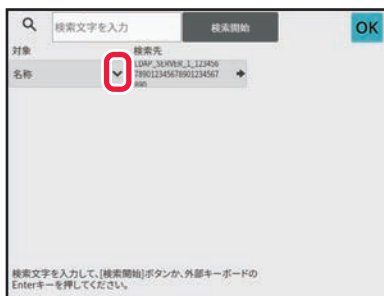 検索文字を入力
検索開始
OK
対象
検索先
名称
LDAP_SERVER_1_123456
789012345678901234567
890
検索文字を入力して、[検索開始]ボタンか、外部キーボードの
Enterキーを押してください。